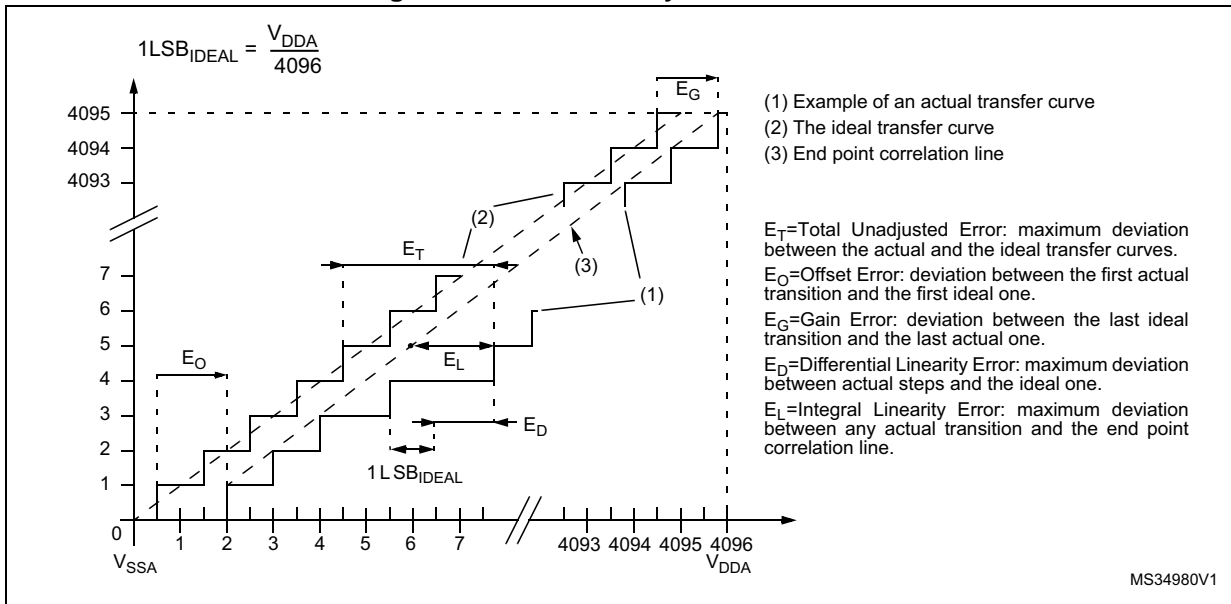 1LSB_IDEAL = V_DDA / 4096
E_G
4095
4094
4093
7
6
5
4
3
2
1
0
(2)
E_T
(3)
(1)
E_O
E_L
E_D
1 LSB_IDEAL
1 2 3 4 5 6 7 4093 4094 4095 4096
V_SSA V_DDA
(1) Example of an actual transfer curve
(2) The ideal transfer curve
(3) End point correlation line
E_T=Total Unadjusted Error: maximum deviation
between the actual and the ideal transfer curves.
E_O=Offset Error: deviation between the first actual
transition and the first ideal one.
E_G=Gain Error: deviation between the last ideal
transition and the last actual one.
E_D=Differential Linearity Error: maximum deviation
between actual steps and the ideal one.
E_L=Integral Linearity Error: maximum deviation
between any actual transition and the end point
correlation line.
MS34980V1